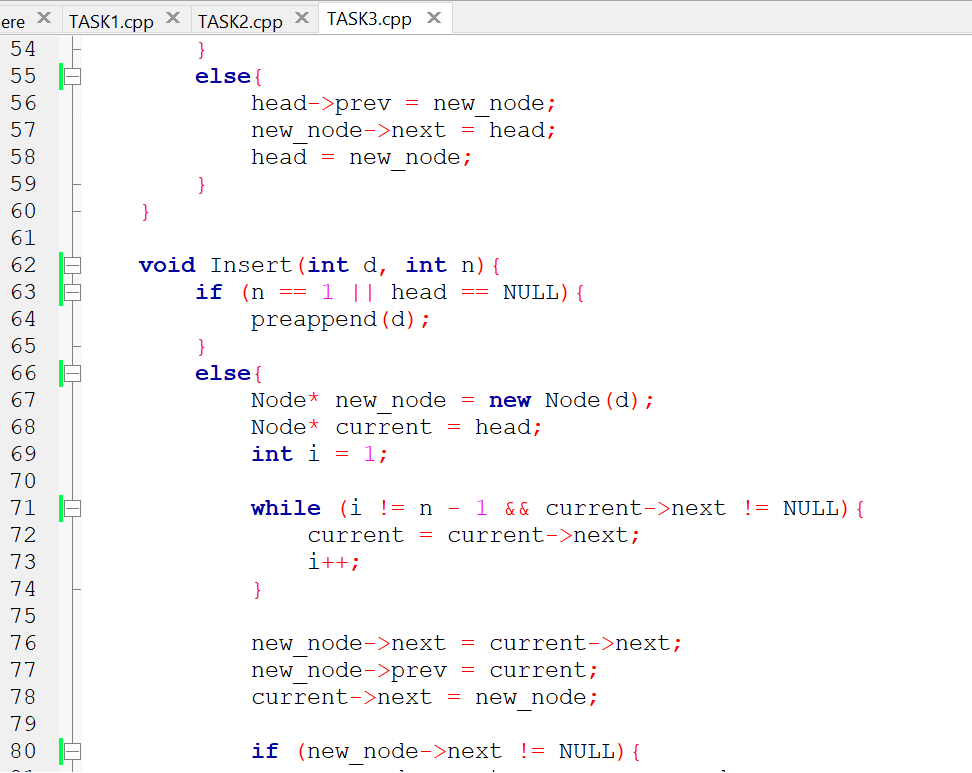 ere TASK1.cpp TASK2.cpp TASK3.cpp
54         }
55         else{
56             head->prev = new_node;
57             new_node->next = head;
58             head = new_node;
59         }
60     }
61
62     void Insert(int d, int n){
63         if (n == 1 || head == NULL){
64             preappend(d);
65         }
66         else{
67             Node* new_node = new Node(d);
68             Node* current = head;
69             int i = 1;
70
71             while (i != n - 1 && current->next != NULL){
72                 current = current->next;
73                 i++;
74             }
75
76             new_node->next = current->next;
77             new_node->prev = current;
78             current->next = new_node;
79
80             if (new_node->next != NULL){